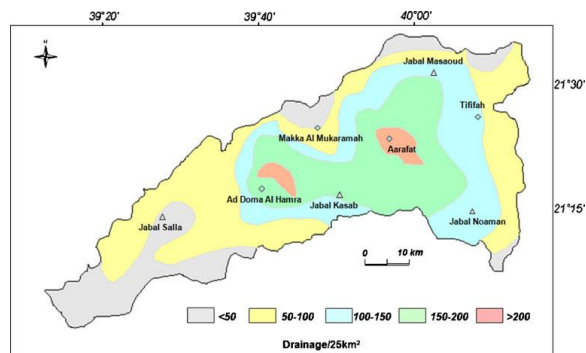 39°20' 39°40' 40°00'
Jabal Masaoud
21°30'
Tififah
Makka Al Mukaramah
Aarafat
Ad Doma Al Hamra
Jabal Kasab
21°15'
Jabal Noaman
Jabal Salla
0 10 km
<50 50-100 100-150 150-200 >200
Drainage/25km²